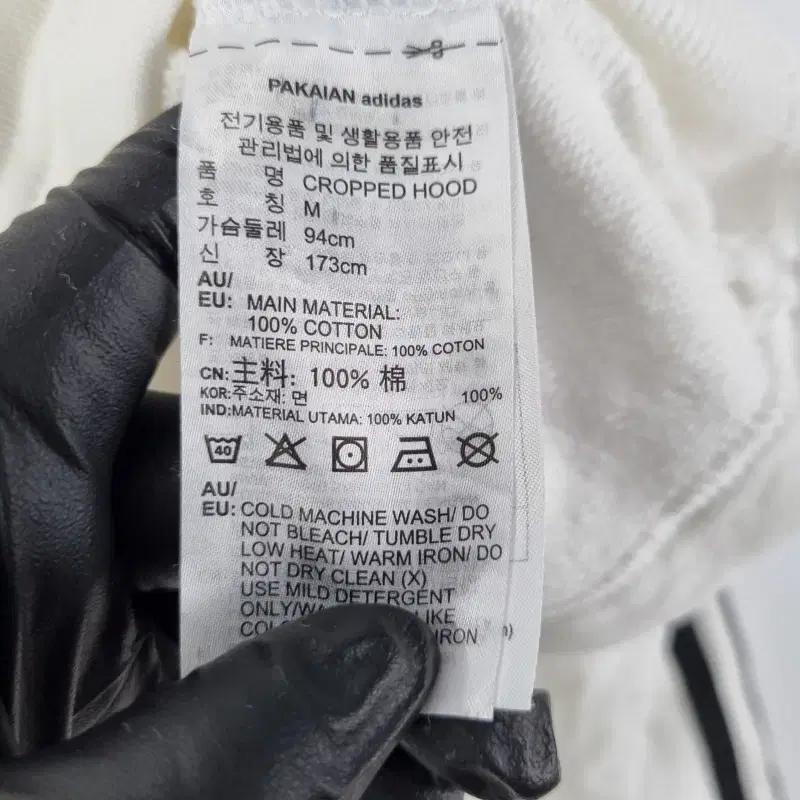 PAKAIAN adidas
전기용품 및 생활용품 안전
관리법에 의한 품질표시
품 명 CROPPED HOOD
호 칭 M
가슴둘레 94cm
신 장 173cm
AU/
EU: MAIN MATERIAL:
100% COTTON
F: MATIERE PRINCIPALE: 100% COTON
CN: 主料: 100% 棉
KOR: 주소재: 면 100%
IND: MATERIAL UTAMA: 100% KATUN
40
AU/
EU: COLD MACHINE WASH/ DO
NOT BLEACH/ TUMBLE DRY
LOW HEAT/ WARM IRON/ DO
NOT DRY CLEAN (X)
USE MILD DETERGENT
ONLY/ LIKE
IRON